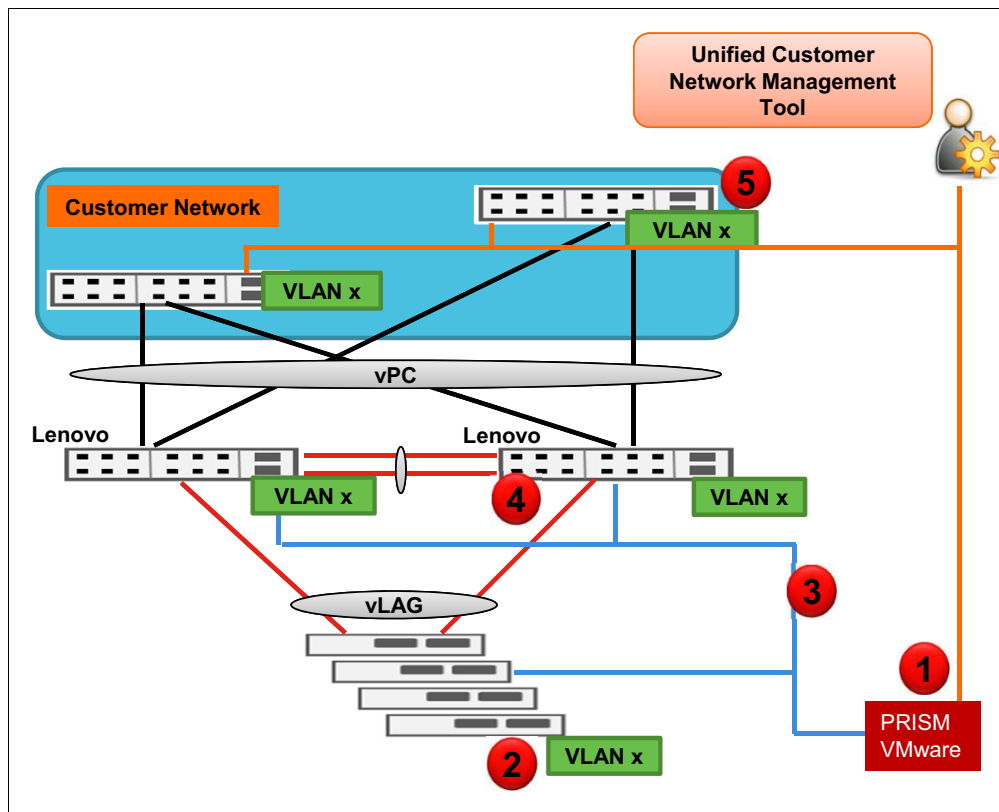 Unified Customer
Network Management
Tool
5
Customer Network
VLAN x
VLAN x
vPC
Lenovo
Lenovo
4
VLAN x
VLAN x
3
vLAG
1
PRISM
VMware
2
VLAN x